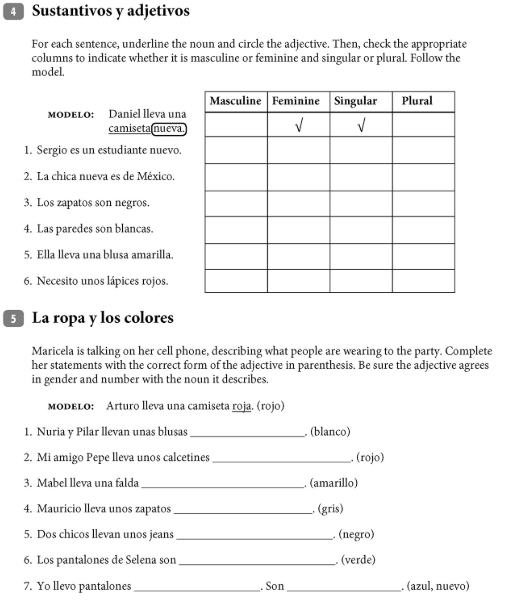 4 Sustantivos y adjetivos
For each sentence, underline the noun and circle the adjective. Then, check the appropriate
columns to indicate whether it is masculine or feminine and singular or plural. Follow the
model.
Masculine Feminine Singular Plural
MODELO: Daniel lleva una
camiseta nueva. √ √
1. Sergio es un estudiante nuevo.
2. La chica nueva es de México.
3. Los zapatos son negros.
4. Las paredes son blancas.
5. Ella lleva una blusa amarilla.
6. Necesito unos lápices rojos.
5 La ropa y los colores
Maricela is talking on her cell phone, describing what people are wearing to the party. Complete
her statements with the correct form of the adjective in parenthesis. Be sure the adjective agrees
in gender and number with the noun it describes.
MODELO: Arturo lleva una camiseta roja. (rojo)
1. Nuria y Pilar llevan unas blusas ____________________. (blanco)
2. Mi amigo Pepe lleva unos calcetines ____________________. (rojo)
3. Mabel lleva una falda ____________________. (amarillo)
4. Mauricio lleva unos zapatos ____________________. (gris)
5. Dos chicos llevan unos jeans ____________________. (negro)
6. Los pantalones de Selena son ____________________. (verde)
7. Yo llevo pantalones ____________________. Son ____________________. (azul, nuevo)